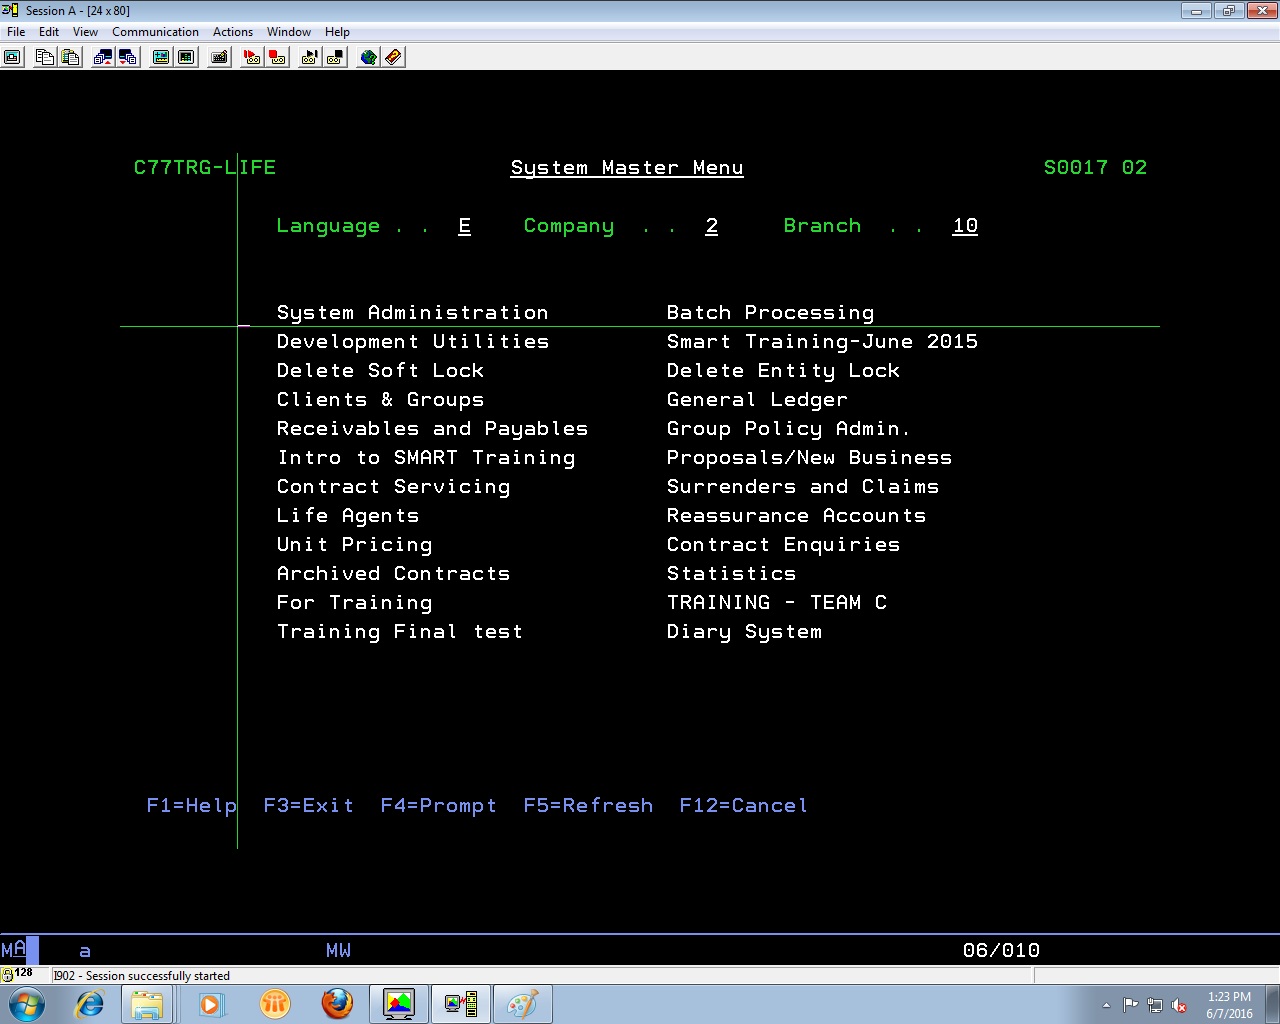 Session A - [24 x 80]
File Edit View Communication Actions Window Help
C77TRG-LIFE System Master Menu S0017 02
Language . . E Company . . 2 Branch . . 10
System Administration Batch Processing
Development Utilities Smart Training-June 2015
Delete Soft Lock Delete Entity Lock
Clients & Groups General Ledger
Receivables and Payables Group Policy Admin.
Intro to SMART Training Proposals/New Business
Contract Servicing Surrenders and Claims
Life Agents Reassurance Accounts
Unit Pricing Contract Enquiries
Archived Contracts Statistics
For Training TRAINING - TEAM C
Training Final test Diary System
F1=Help F3=Exit F4=Prompt F5=Refresh F12=Cancel
MA a MW 06/010
128 I902 - Session successfully started
1:23 PM
6/7/2016